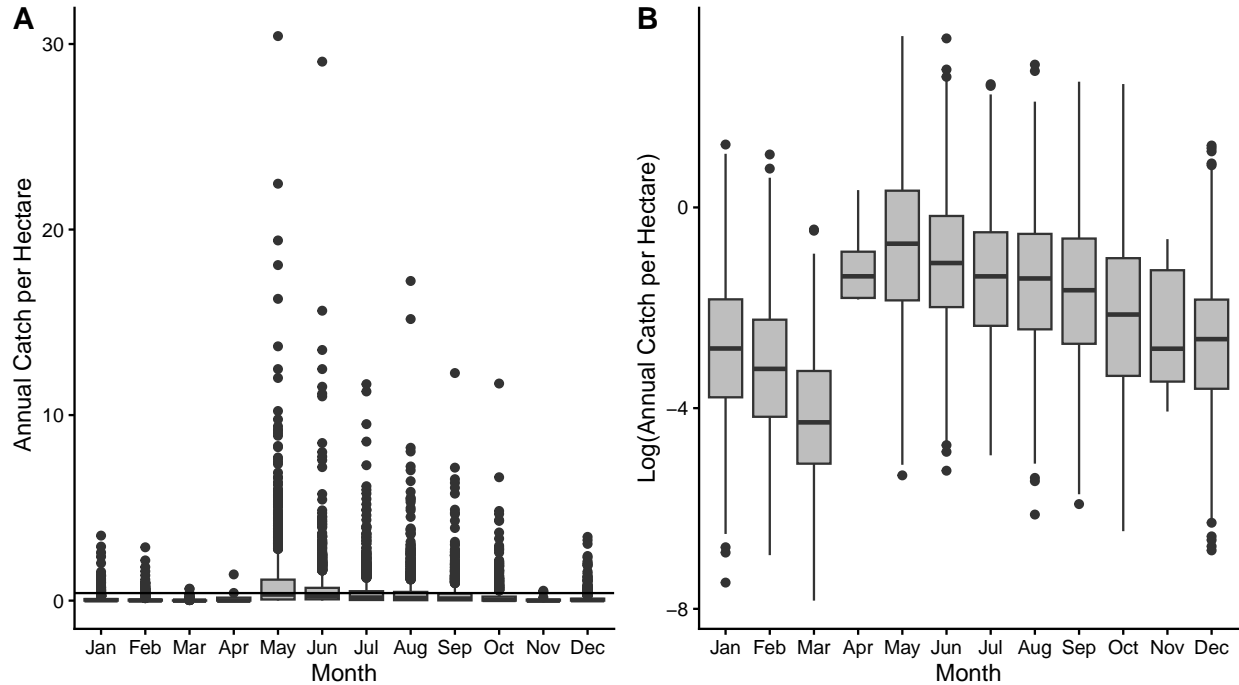 A
Annual Catch per Hectare
30
20
10
0
Jan Feb Mar Apr May Jun Jul Aug Sep Oct Nov Dec
Month
B
Log(Annual Catch per Hectare)
0
−4
−8
Jan Feb Mar Apr May Jun Jul Aug Sep Oct Nov Dec
Month